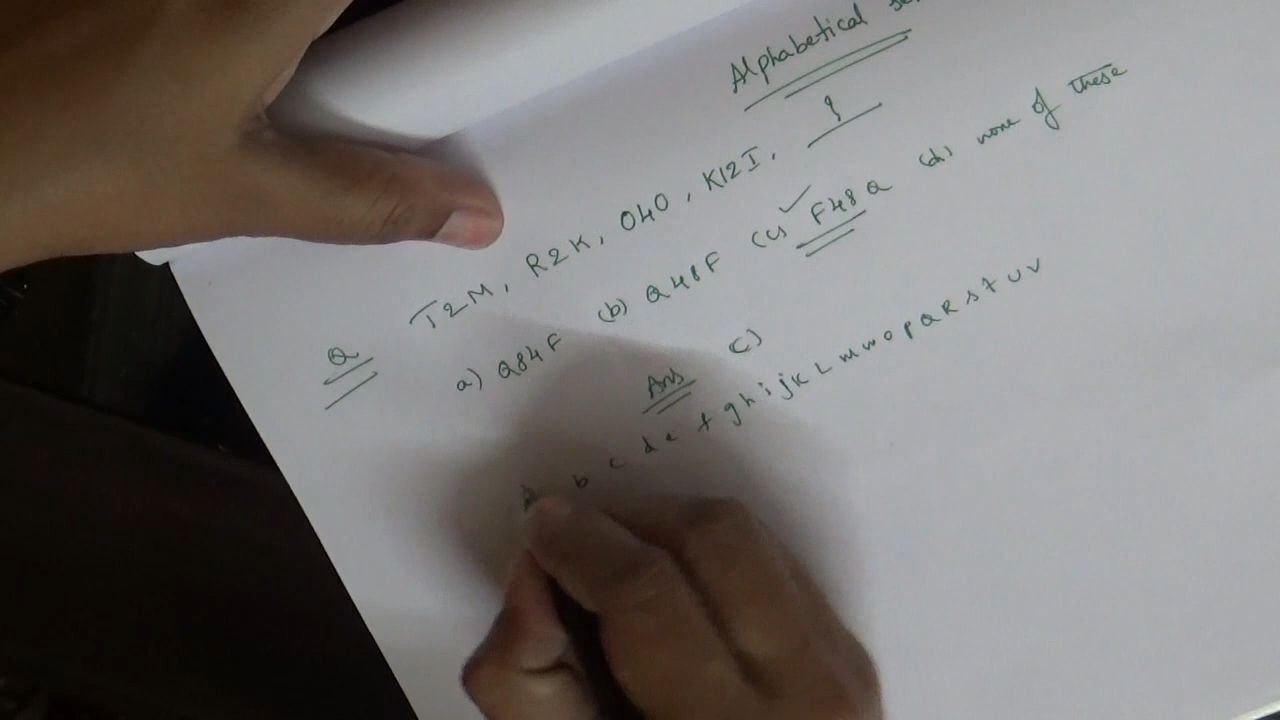 Alphabetical
Q T2M, R2K, O4O, K12I, ?
a) Q84F (b) Q48F (c) F48Q (d) none of these
Ans C)
A b c d e f g h i j K L m n o p Q R s t u v